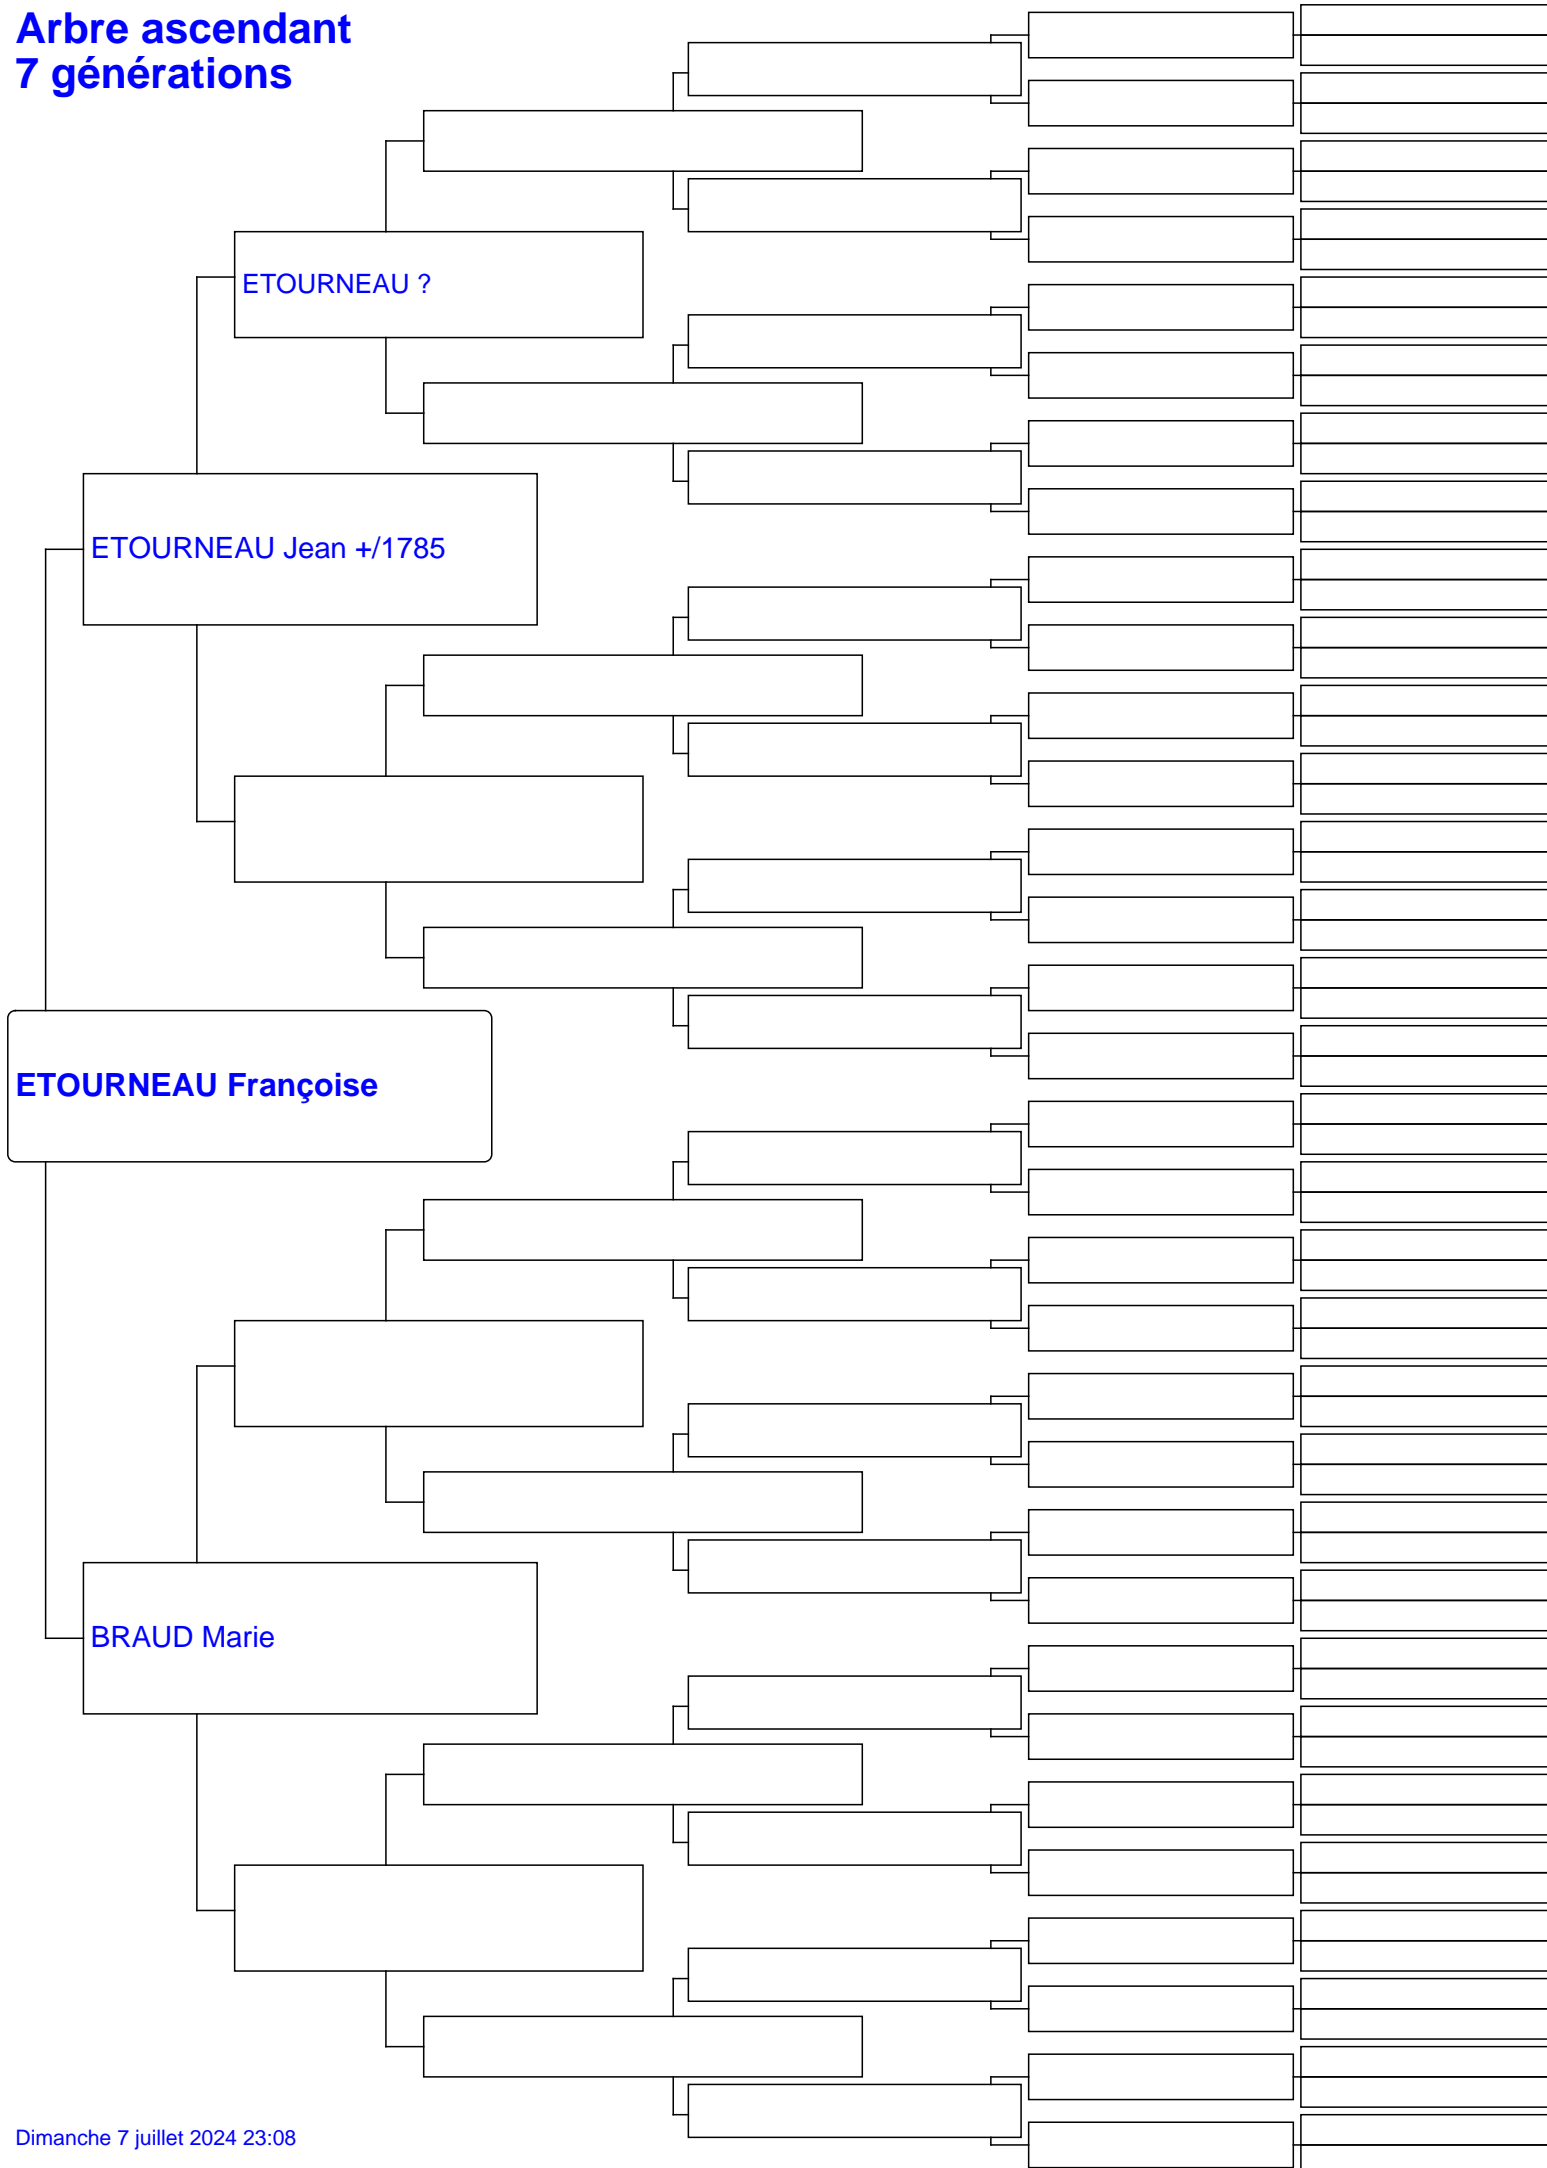 Arbre ascendant
7 générations
ETOURNEAU ?
ETOURNEAU Jean +/1785
ETOURNEAU Françoise
BRAUD Marie
Dimanche 7 juillet 2024 23:08